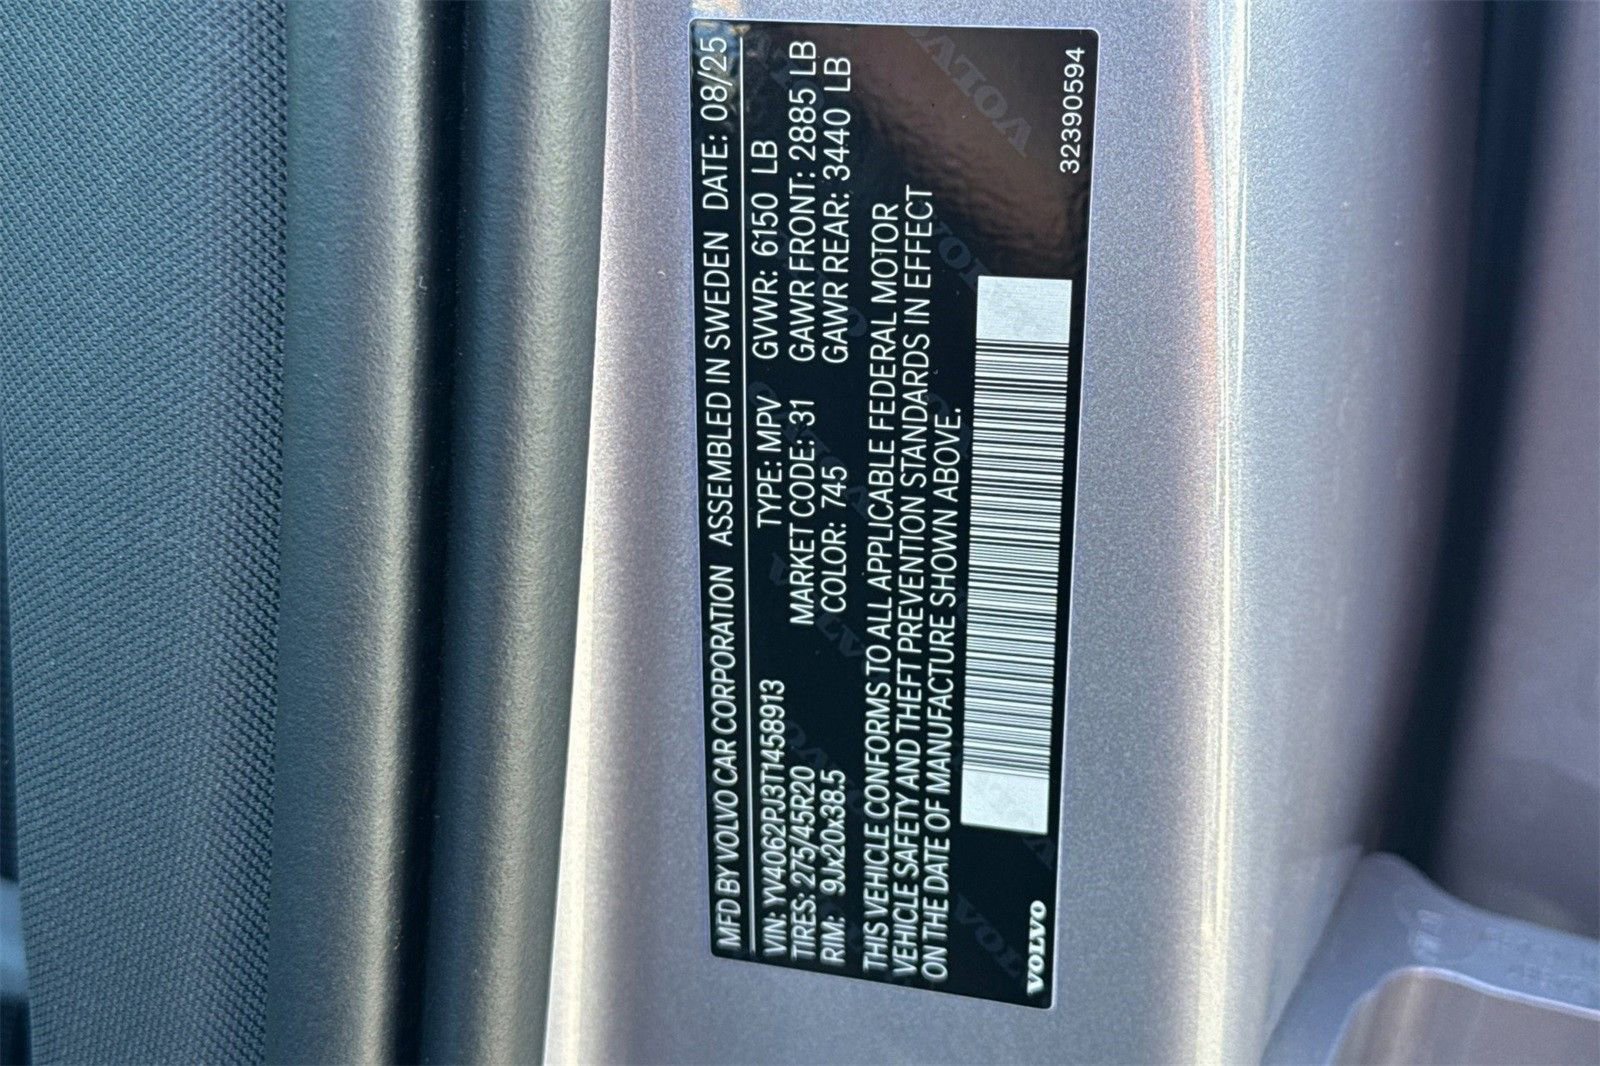 MFD BY VOLVO CAR CORPORATION ASSEMBLED IN SWEDEN DATE: 08/25
VIN: YV4062PJ3T1458913 TYPE: MPV GVWR: 6150 LB
TIRES: 275/45R20 MARKET CODE: 31 GAWR FRONT: 2885 LB
RIM: 9Jx20x38.5 COLOR: 745 GAWR REAR: 3440 LB
THIS VEHICLE CONFORMS TO ALL APPLICABLE FEDERAL MOTOR
VEHICLE SAFETY AND THEFT PREVENTION STANDARDS IN EFFECT
ON THE DATE OF MANUFACTURE SHOWN ABOVE.
VOLVO 32390594